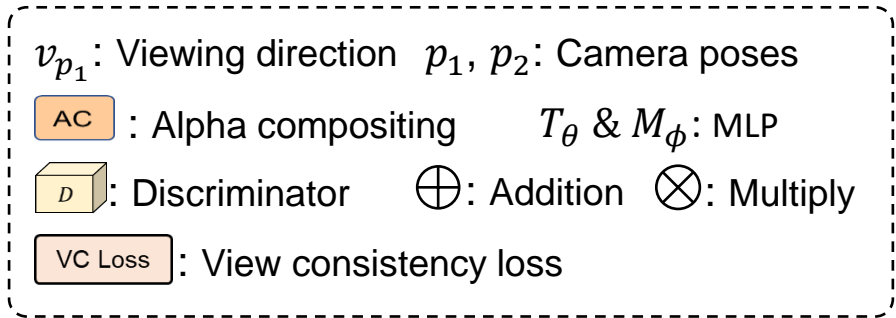 v_{p_1}: Viewing direction p_1, p_2: Camera poses
AC : Alpha compositing T_θ & M_ϕ: MLP
D : Discriminator ⊕: Addition ⊗: Multiply
VC Loss : View consistency loss